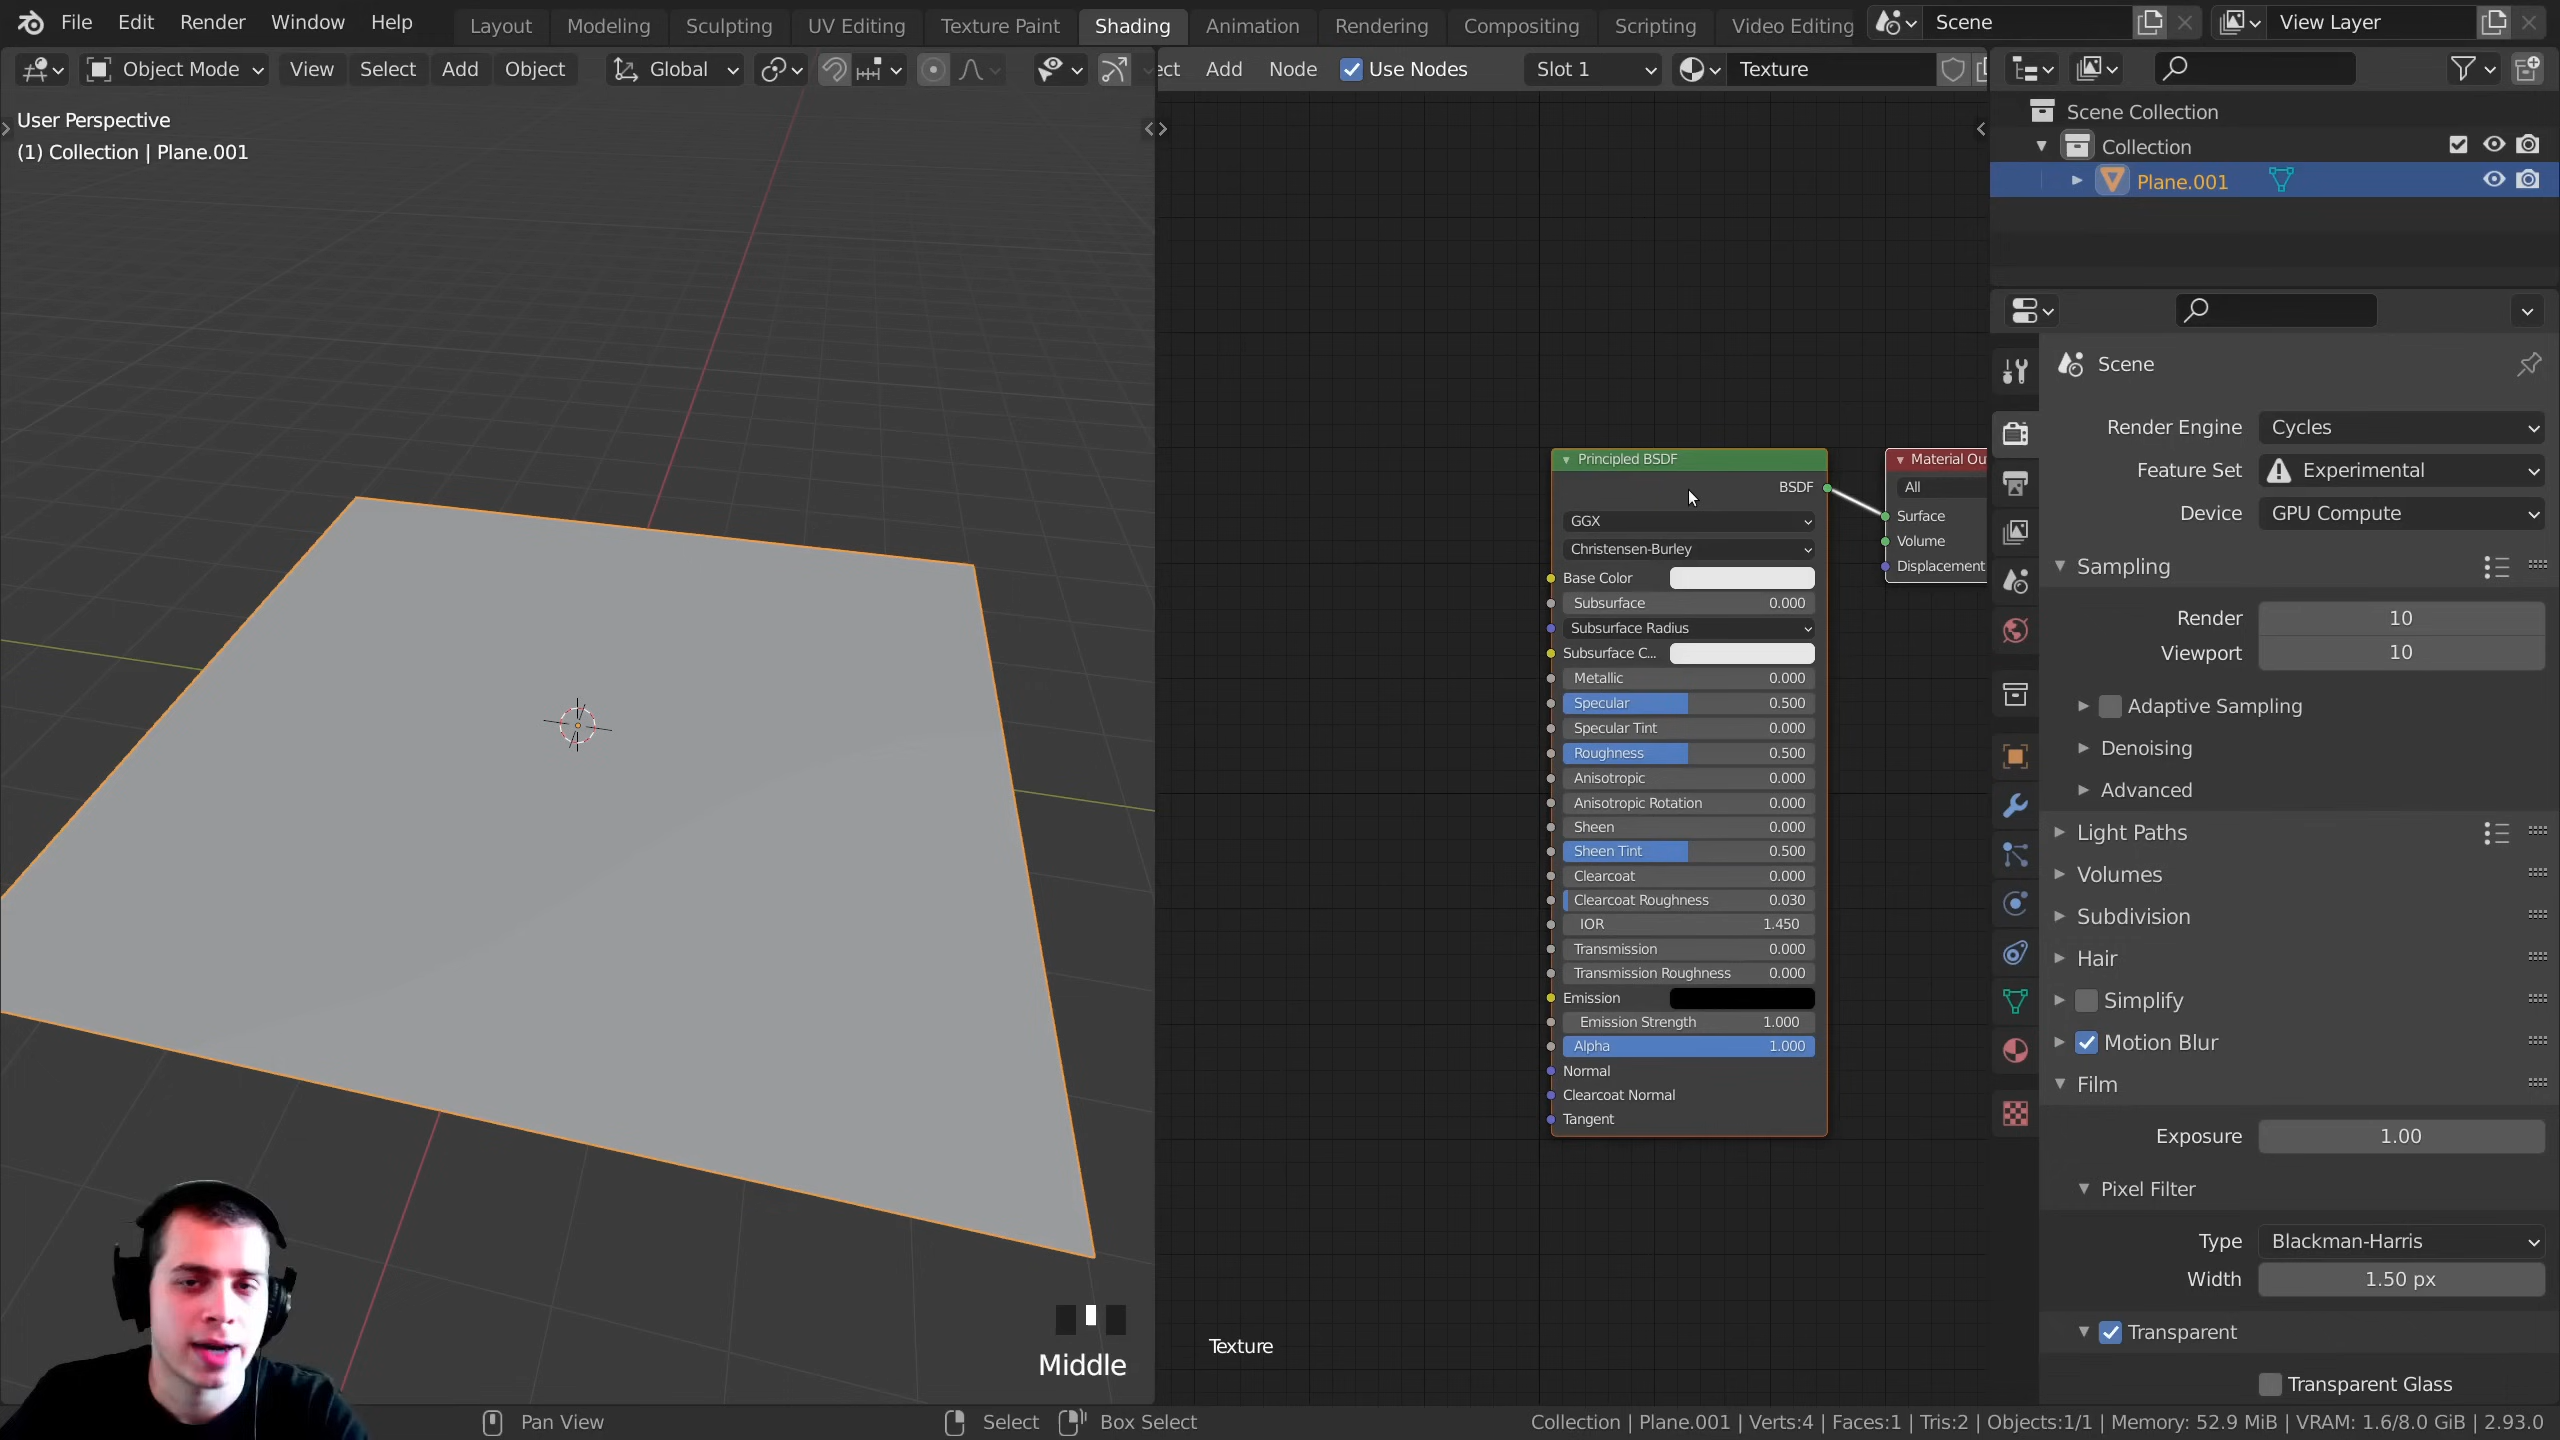 File Edit Render Window Help Layout Modeling Sculpting UV Editing Texture Paint Shading Animation Rendering Compositing Scripting Video Editing Scene View Layer
Object Mode View Select Add Object Global ect Add Node Use Nodes Slot 1 Texture
User Perspective
(1) Collection | Plane.001
Scene Collection
Collection
Plane.001
Principled BSDF
BSDF
GGX
Christensen-Burley
Base Color
Subsurface 0.000
Subsurface Radius
Subsurface C...
Metallic 0.000
Specular 0.500
Specular Tint 0.000
Roughness 0.500
Anisotropic 0.000
Anisotropic Rotation 0.000
Sheen 0.000
Sheen Tint 0.500
Clearcoat 0.000
Clearcoat Roughness 0.030
IOR 1.450
Transmission 0.000
Transmission Roughness 0.000
Emission
Emission Strength 1.000
Alpha 1.000
Normal
Clearcoat Normal
Tangent
Material Ou
All
Surface
Volume
Displacement
Texture
Middle
Scene
Render Engine Cycles
Feature Set Experimental
Device GPU Compute
Sampling
Render 10
Viewport 10
Adaptive Sampling
Denoising
Advanced
Light Paths
Volumes
Subdivision
Hair
Simplify
Motion Blur
Film
Exposure 1.00
Pixel Filter
Type Blackman-Harris
Width 1.50 px
Transparent
Transparent Glass
Pan View Select Box Select Collection | Plane.001 | Verts:4 | Faces:1 | Tris:2 | Objects:1/1 | Memory: 52.9 MiB | VRAM: 1.6/8.0 GiB | 2.93.0